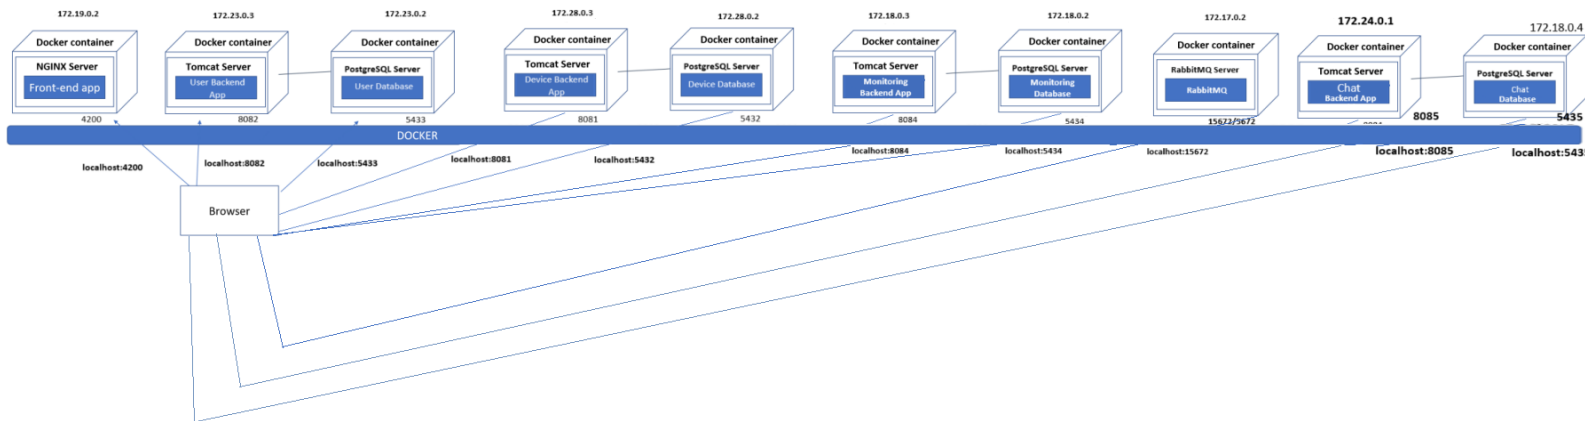 172.19.0.2
172.23.0.3
172.23.0.2
172.28.0.3
172.28.0.2
172.18.0.3
172.18.0.2
172.17.0.2
172.24.0.1
172.18.0.4
Docker container
Docker container
Docker container
Docker container
Docker container
Docker container
Docker container
Docker container
Docker container
Docker container
NGINX Server
Front-end app
Tomcat Server
User Backend
App
PostgreSQL Server
User Database
Tomcat Server
Device Backend
App
PostgreSQL Server
Device Database
Tomcat Server
Monitoring
Backend App
PostgreSQL Server
Monitoring
Database
RabbitMQ Server
RabbitMQ
Tomcat Server
Chat
Backend App
PostgreSQL Server
Chat
Database
4200
8082
5433
8081
5432
8084
5434
15672/5672
8085
5435
DOCKER
localhost:4200
localhost:8082
localhost:5433
localhost:8081
localhost:5432
localhost:8084
localhost:5434
localhost:15672
localhost:8085
localhost:5435
Browser